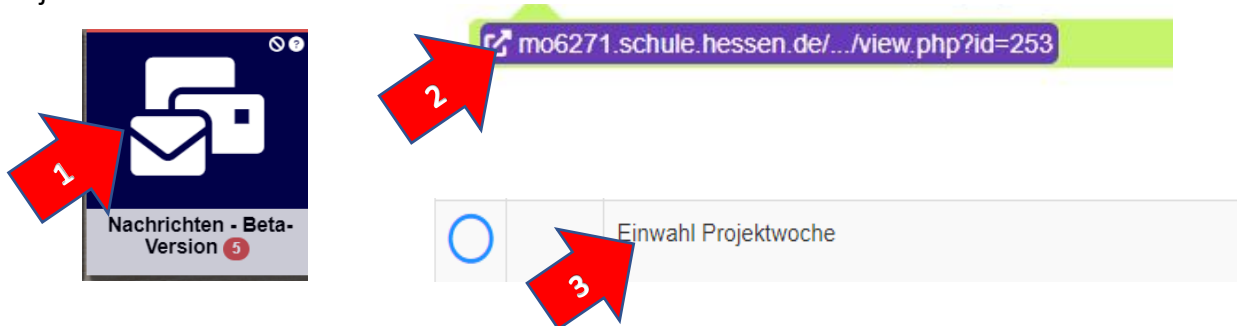 1
Nachrichten - Beta-
Version 5
2
mo6271.schule.hessen.de/.../view.php?id=253
3
Einwahl Projektwoche